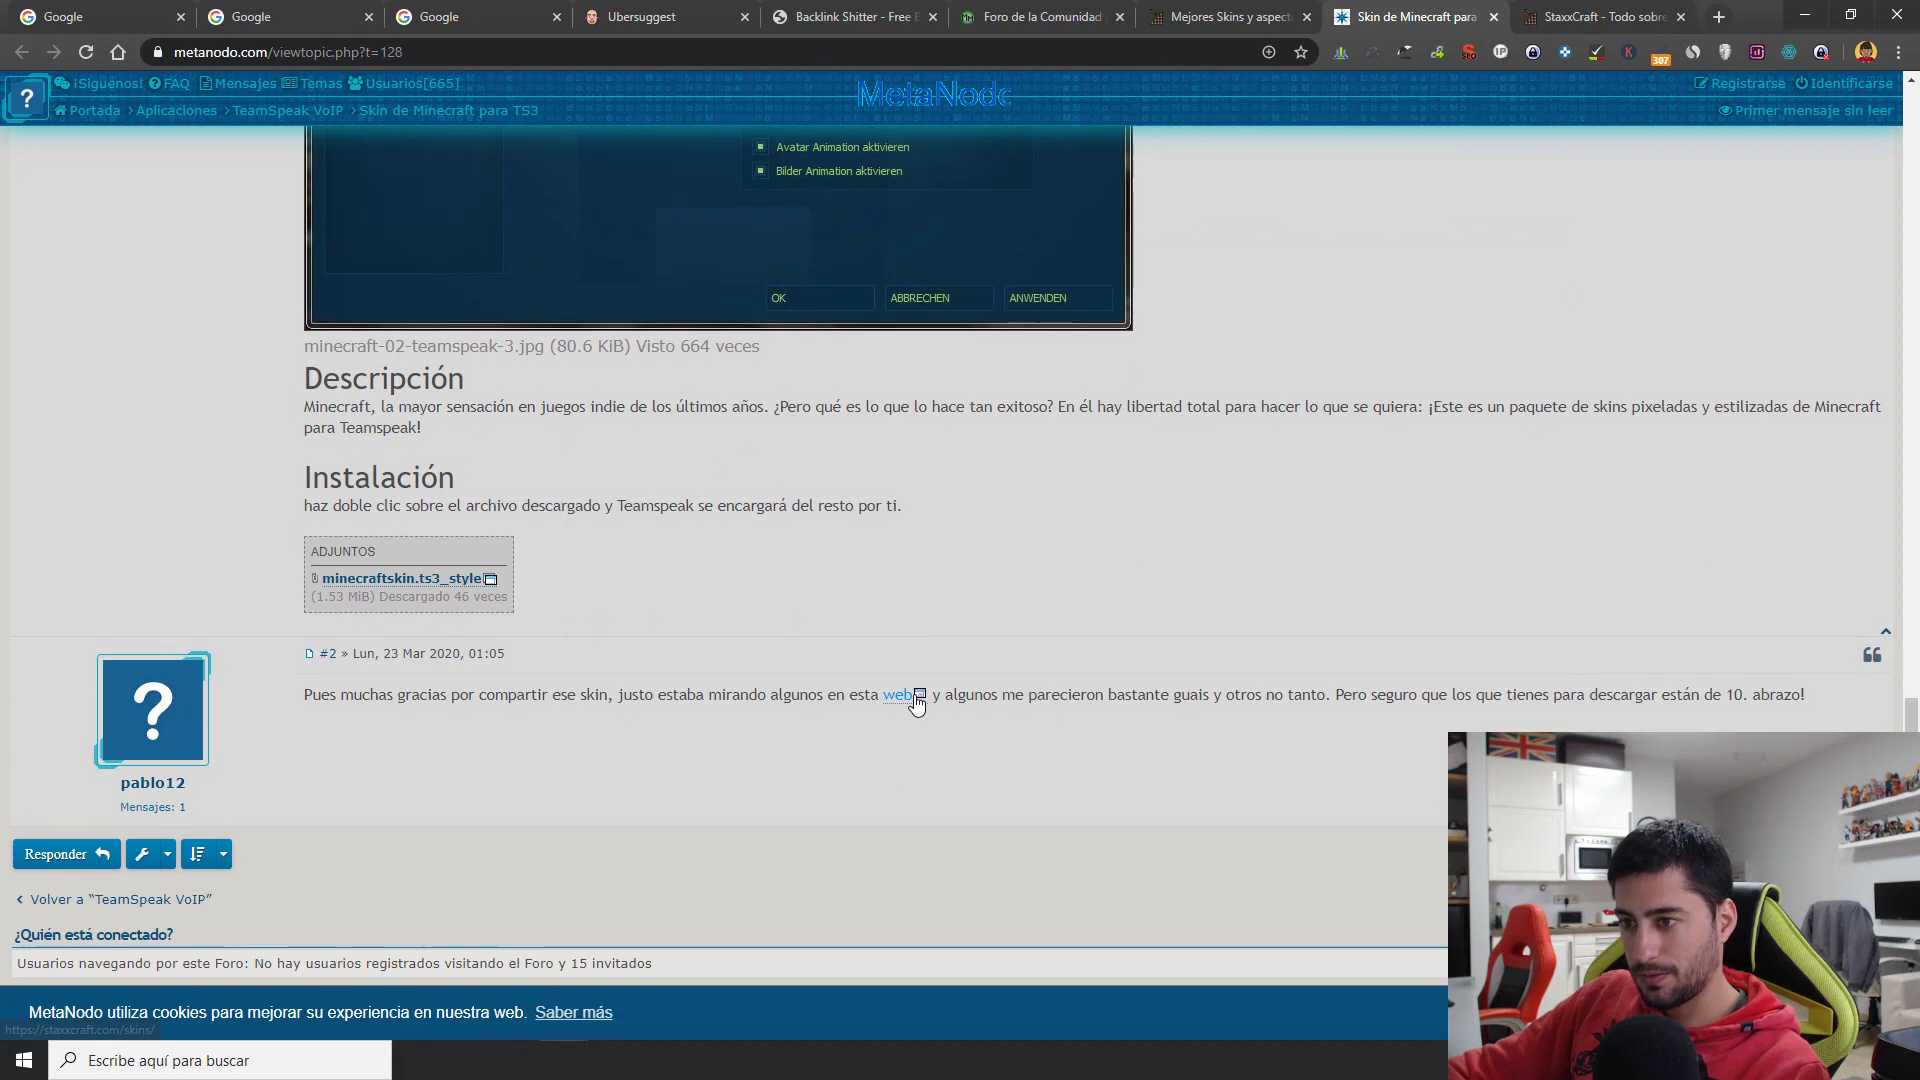 Google
Google
Google
Ubersuggest
Backlink Shitter - Free B
Foro de la Comunidad
Mejores Skins y aspect
Skin de Minecraft para
StaxxCraft - Todo sobre
metanodo.com/viewtopic.php?t=128
307
¡Síguenos! FAQ Mensajes Temas Usuarios[665]
MetaNodo
Registrarse Identificarse
Portada › Aplicaciones › TeamSpeak VoIP › Skin de Minecraft para TS3
Primer mensaje sin leer
Avatar Animation aktivieren
Bilder Animation aktivieren
OK
ABBRECHEN
ANWENDEN
minecraft-02-teamspeak-3.jpg (80.6 KiB) Visto 664 veces
Descripción
Minecraft, la mayor sensación en juegos indie de los últimos años. ¿Pero qué es lo que lo hace tan exitoso? En él hay libertad total para hacer lo que se quiera: ¡Este es un paquete de skins pixeladas y estilizadas de Minecraft
para Teamspeak!
Instalación
haz doble clic sobre el archivo descargado y Teamspeak se encargará del resto por ti.
ADJUNTOS
minecraftskin.ts3_style
(1.53 MiB) Descargado 46 veces
#2 » Lun, 23 Mar 2020, 01:05
Pues muchas gracias por compartir ese skin, justo estaba mirando algunos en esta web y algunos me parecieron bastante guais y otros no tanto. Pero seguro que los que tienes para descargar están de 10. abrazo!
?
pablo12
Mensajes: 1
Responder
‹ Volver a “TeamSpeak VoIP”
¿Quién está conectado?
Usuarios navegando por este Foro: No hay usuarios registrados visitando el Foro y 15 invitados
MetaNodo utiliza cookies para mejorar su experiencia en nuestra web. Saber más
https://staxxcraft.com/skins/
Escribe aquí para buscar